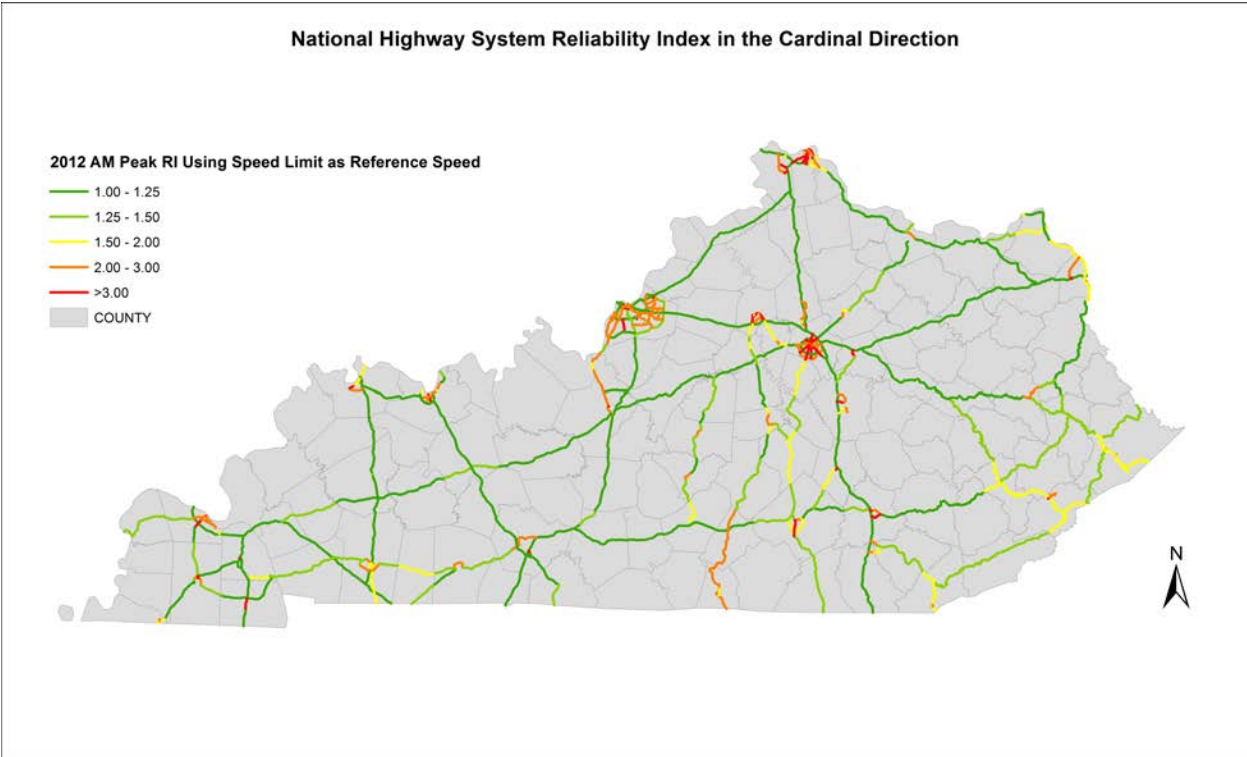 National Highway System Reliability Index in the Cardinal Direction
2012 AM Peak RI Using Speed Limit as Reference Speed
1.00 - 1.25
1.25 - 1.50
1.50 - 2.00
2.00 - 3.00
>3.00
COUNTY
N